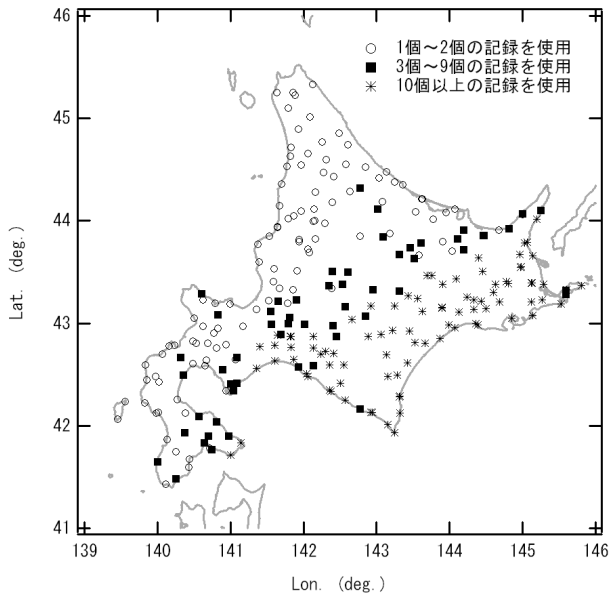 46
45
44
43
42
41
Lat. (deg.)
1個～2個の記録を使用
3個～9個の記録を使用
10個以上の記録を使用
139 140 141 142 143 144 145 146
Lon. (deg.)